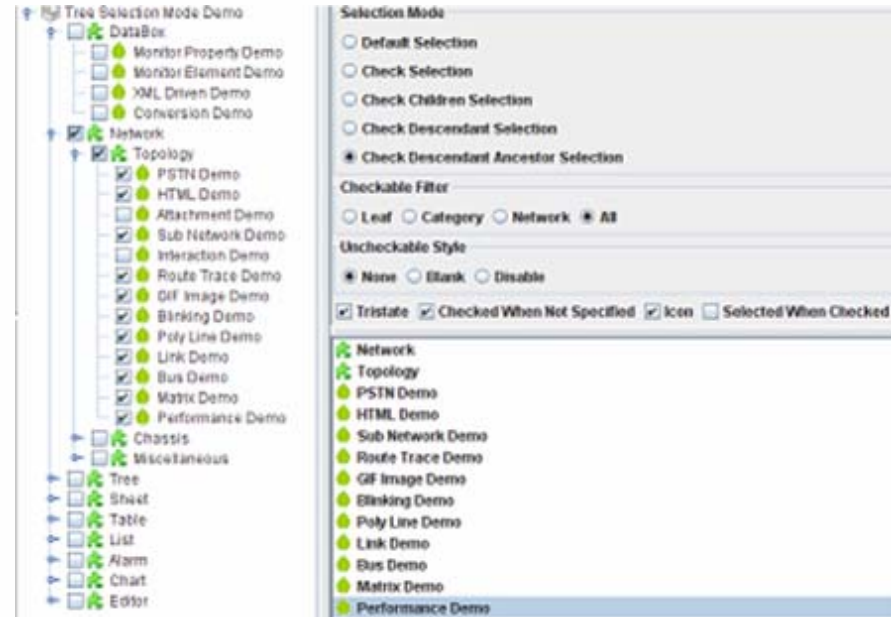 Tree Selection Mode Demo
DataBox
Monitor Property Demo
Monitor Element Demo
XML Driven Demo
Conversion Demo
Network
Topology
PSTN Demo
HTML Demo
Attachment Demo
Sub Network Demo
Interaction Demo
Route Trace Demo
GIF Image Demo
Blinking Demo
Poly Line Demo
Link Demo
Bus Demo
Matrix Demo
Performance Demo
Chassis
Miscellaneous
Tree
Sheet
Table
List
Alarm
Chart
Editor
Selection Mode
Default Selection
Check Selection
Check Children Selection
Check Descendant Selection
Check Descendant Ancestor Selection
Checkable Filter
Leaf Category Network All
Uncheckable Style
None Blank Disable
Tristate Checked When Not Specified Icon Selected When Checked
Network
Topology
PSTN Demo
HTML Demo
Sub Network Demo
Route Trace Demo
GIF Image Demo
Blinking Demo
Poly Line Demo
Link Demo
Bus Demo
Matrix Demo
Performance Demo